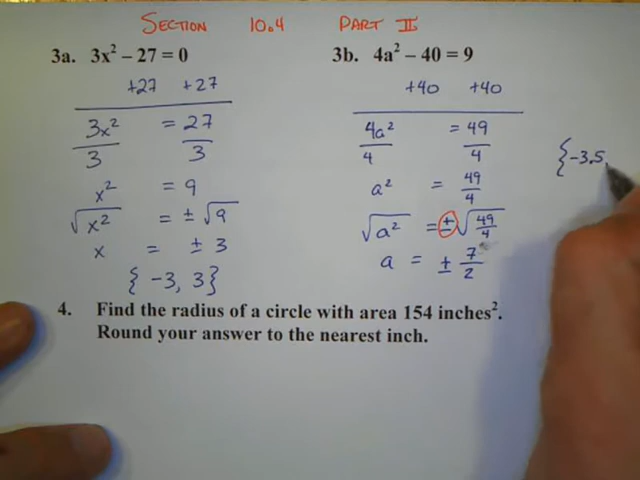 SECTION 10.4 PART II
3a. 3x² – 27 = 0
+27 +27
3x²/3 = 27/3
x² = 9
√x² = ± √9
x = ± 3
{ -3, 3 }
3b. 4a² – 40 = 9
+40 +40
4a²/4 = 49/4
a² = 49/4
√a² = ± √49/4
a = ± 7/2
{ -3.5,
4. Find the radius of a circle with area 154 inches².
Round your answer to the nearest inch.